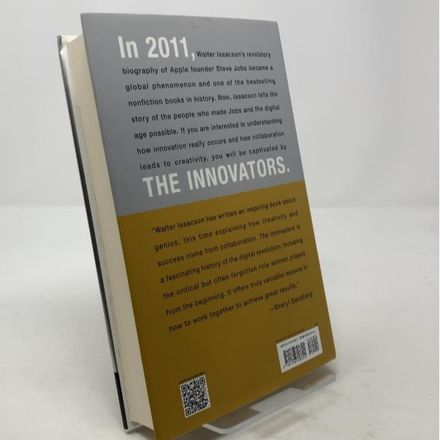 In 2011, Walter Isaacson's revelatory
biography of Apple founder Steve Jobs became a
global phenomenon and one of the bestselling
nonfiction books in history. Now, Isaacson tells the
story of the people who made Jobs and the digital
age possible. If you are interested in understanding
how innovation really occurs and how collaboration
leads to creativity, you will be captivated by
THE INNOVATORS.
"Walter Isaacson has written an inspiring book about
genius, this time explaining how creativity and
success come from collaboration. The Innovators is
a fascinating history of the digital revolution, including
the critical but often forgotten role women played
from the beginning. It offers truly valuable lessons in
how to work together to achieve great results."
—Sheryl Sandberg